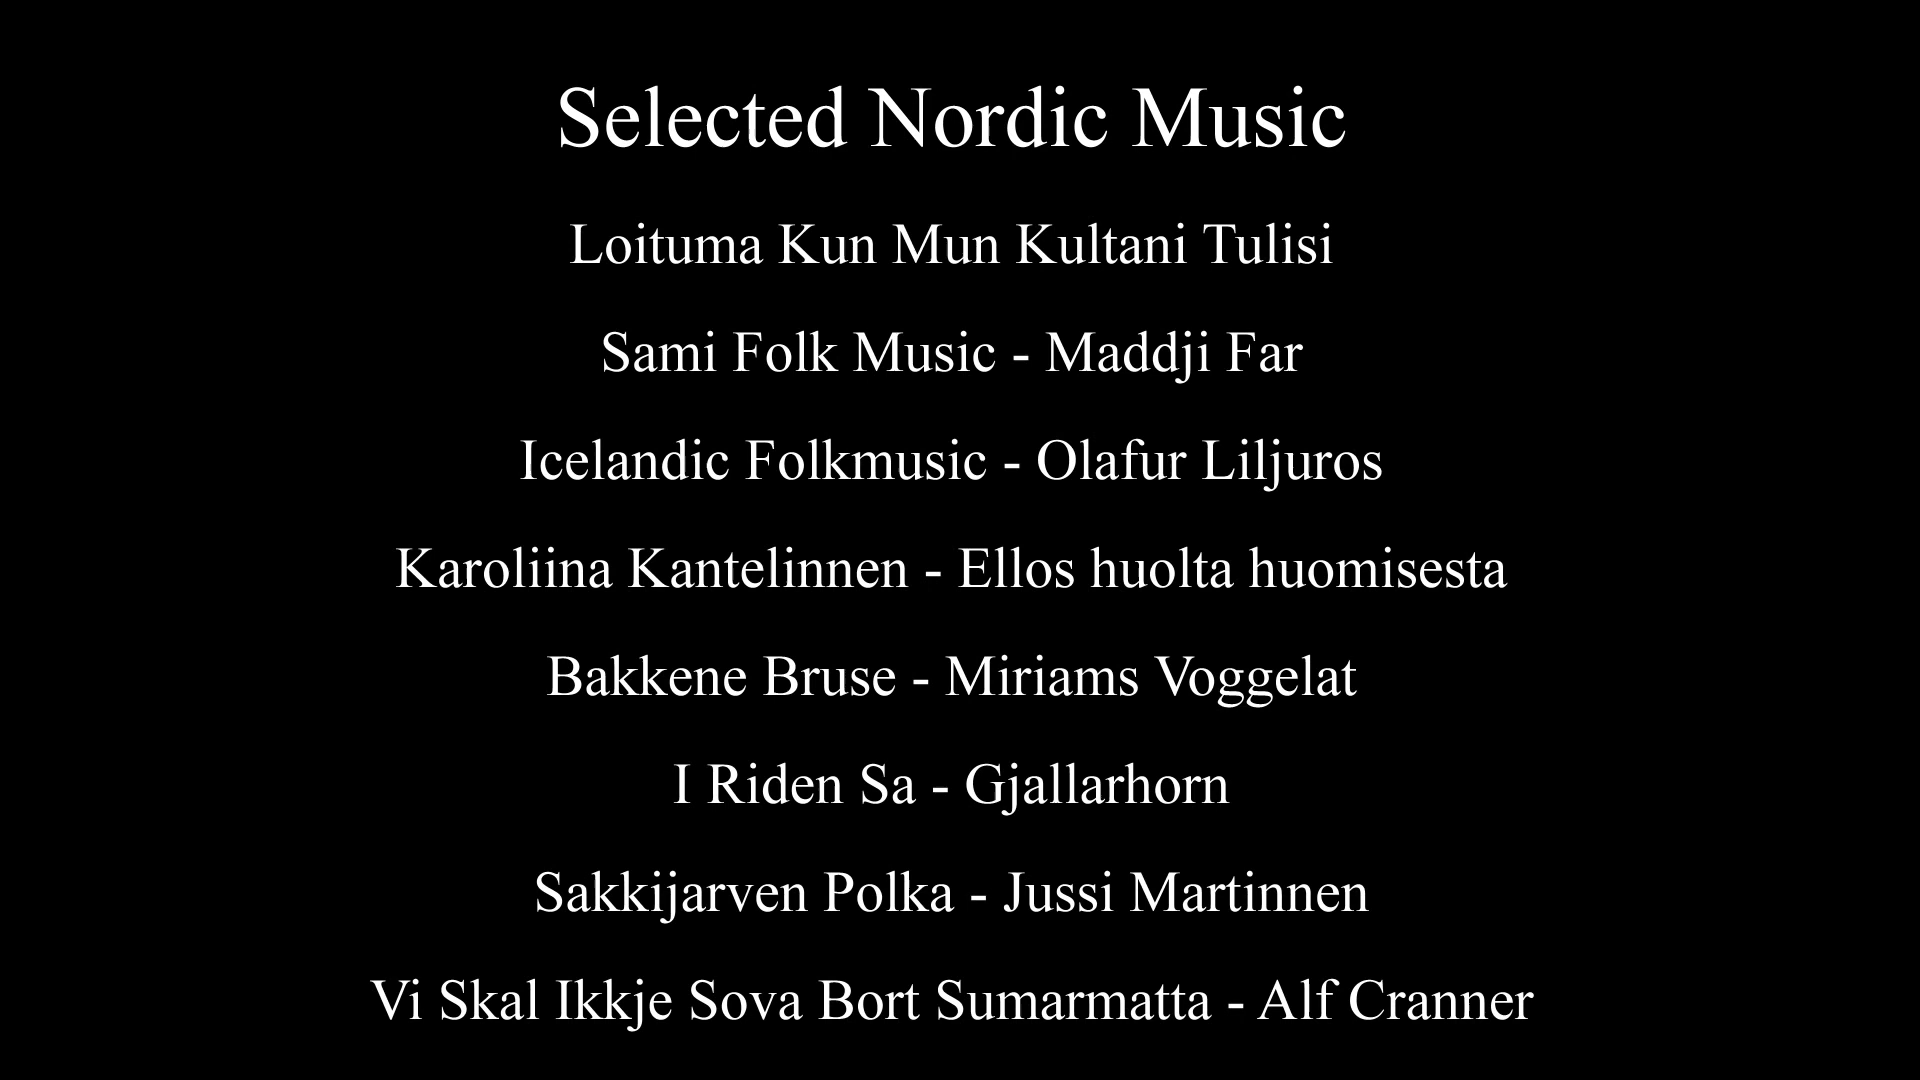 Selected Nordic Music
Loituma Kun Mun Kultani Tulisi
Sami Folk Music - Maddji Far
Icelandic Folkmusic - Olafur Liljuros
Karoliina Kantelinnen - Ellos huolta huomisesta
Bakkene Bruse - Miriams Voggelat
I Riden Sa - Gjallarhorn
Sakkijarven Polka - Jussi Martinnen
Vi Skal Ikkje Sova Bort Sumarmatta - Alf Cranner